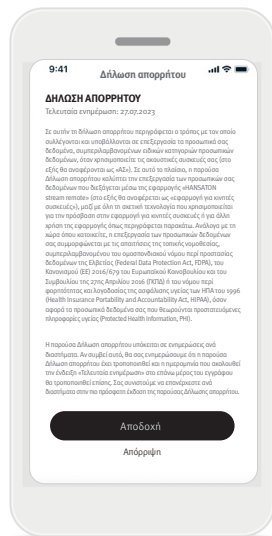 9:41
Δήλωση απορρήτου
ΔΗΛΩΣΗ ΑΠΟΡΡΗΤΟΥ
Τελευταία ενημέρωση: 27.07.2023
Σε αυτήν τη δήλωση απορρήτου περιγράφεται ο τρόπος με τον οποίο
συλλέγονται και υποβάλλονται σε επεξεργασία τα προσωπικά σας
δεδομένα, συμπεριλαμβανομένων ειδικών κατηγοριών προσωπικών
δεδομένων, όταν χρησιμοποιείτε τις ακουστικές συσκευές σας (στο
εξής θα αναφέρονται ως «ΑΣ»). Σε αυτό το πλαίσιο, η παρούσα
Δήλωση απορρήτου καλύπτει την επεξεργασία των προσωπικών σας
δεδομένων που διεξάγεται μέσω της εφαρμογής «HANSATON
stream remote» (στο εξής θα αναφέρεται ως «εφαρμογή για κινητές
συσκευές»), μαζί με όλη τη σχετική τεχνολογία που χρησιμοποιείται
για την πρόσβαση στην εφαρμογή για κινητές συσκευές ή για άλλη
χρήση της εφαρμογής όπως περιγράφεται παρακάτω. Ανάλογα με τη
χώρα όπου κατοικείτε, η επεξεργασία των προσωπικών δεδομένων
σας συμμορφώνεται με τις απαιτήσεις της τοπικής νομοθεσίας,
συμπεριλαμβανομένου του ομοσπονδιακού νόμου περί προστασίας
δεδομένων της Ελβετίας (Federal Data Protection Act, FDPA), του
Κανονισμού (ΕΕ) 2016/679 του Ευρωπαϊκού Κοινοβουλίου και του
Συμβουλίου της 27ης Απριλίου 2016 (ΓΚΠΔ) ή του νόμου περί
φορητότητας και λογοδοσίας της ασφάλισης υγείας των ΗΠΑ του 1996
(Health Insurance Portability and Accountability Act, HIPAA), όσον
αφορά τα προσωπικά δεδομένα σας που θεωρούνται προστατευόμενες
πληροφορίες υγείας (Protected Health Information, PHI).
Η παρούσα Δήλωση απορρήτου υπόκειται σε ενημερώσεις ανά
διαστήματα. Αν συμβεί αυτό, θα σας ενημερώσουμε ότι η παρούσα
Δήλωση απορρήτου έχει τροποποιηθεί και η ημερομηνία που ακολουθεί
την ένδειξη «Τελευταία ενημέρωση» στο επάνω μέρος του εγγράφου
θα τροποποιηθεί επίσης. Σας συνιστούμε να επανέρχεστε ανά
διαστήματα στην πιο πρόσφατη έκδοση της παρούσας Δήλωσης απορρήτου.
Αποδοχή
Απόρριψη